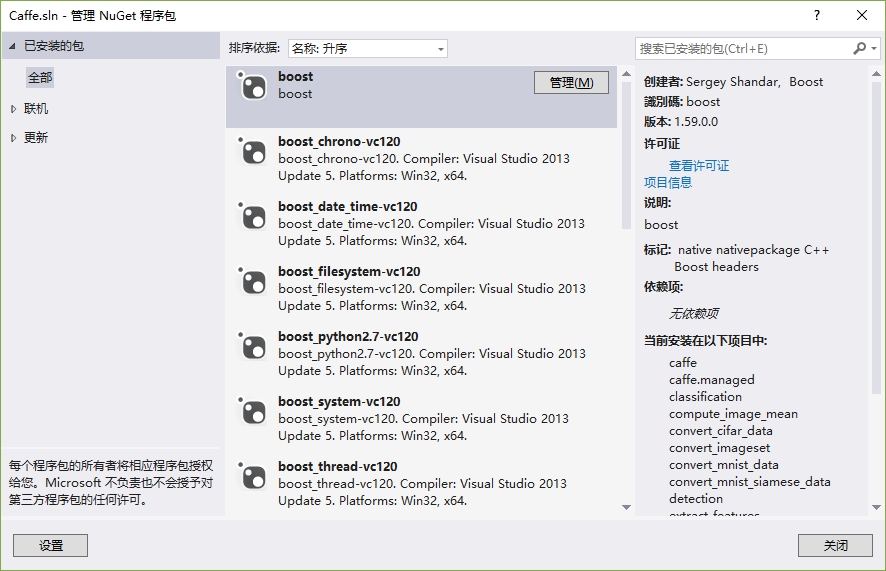 Caffe.sln - 管理 NuGet 程序包
已安装的包
全部
联机
更新
每个程序包的所有者将相应程序包授权
给您。Microsoft 不负责也不会授予对
第三方程序包的任何许可。
排序依据:
名称: 升序
boost
boost
管理(M)
boost_chrono-vc120
boost_chrono-vc120. Compiler: Visual Studio 2013
Update 5. Platforms: Win32, x64.
boost_date_time-vc120
boost_date_time-vc120. Compiler: Visual Studio 2013
Update 5. Platforms: Win32, x64.
boost_filesystem-vc120
boost_filesystem-vc120. Compiler: Visual Studio 2013
Update 5. Platforms: Win32, x64.
boost_python2.7-vc120
boost_python2.7-vc120. Compiler: Visual Studio 2013
Update 5. Platforms: Win32, x64.
boost_system-vc120
boost_system-vc120. Compiler: Visual Studio 2013
Update 5. Platforms: Win32, x64.
boost_thread-vc120
boost_thread-vc120. Compiler: Visual Studio 2013
Update 5. Platforms: Win32, x64.
搜索已安装的包(Ctrl+E)
创建者: Sergey Shandar, Boost
識別碼: boost
版本: 1.59.0.0
许可证
查看许可证
项目信息
说明:
boost
标记: native nativepackage C++
Boost headers
依赖项:
无依赖项
当前安装在以下项目中:
caffe
caffe.managed
classification
compute_image_mean
convert_cifar_data
convert_imageset
convert_mnist_data
convert_mnist_siamese_data
detection
extract_features
设置
关闭